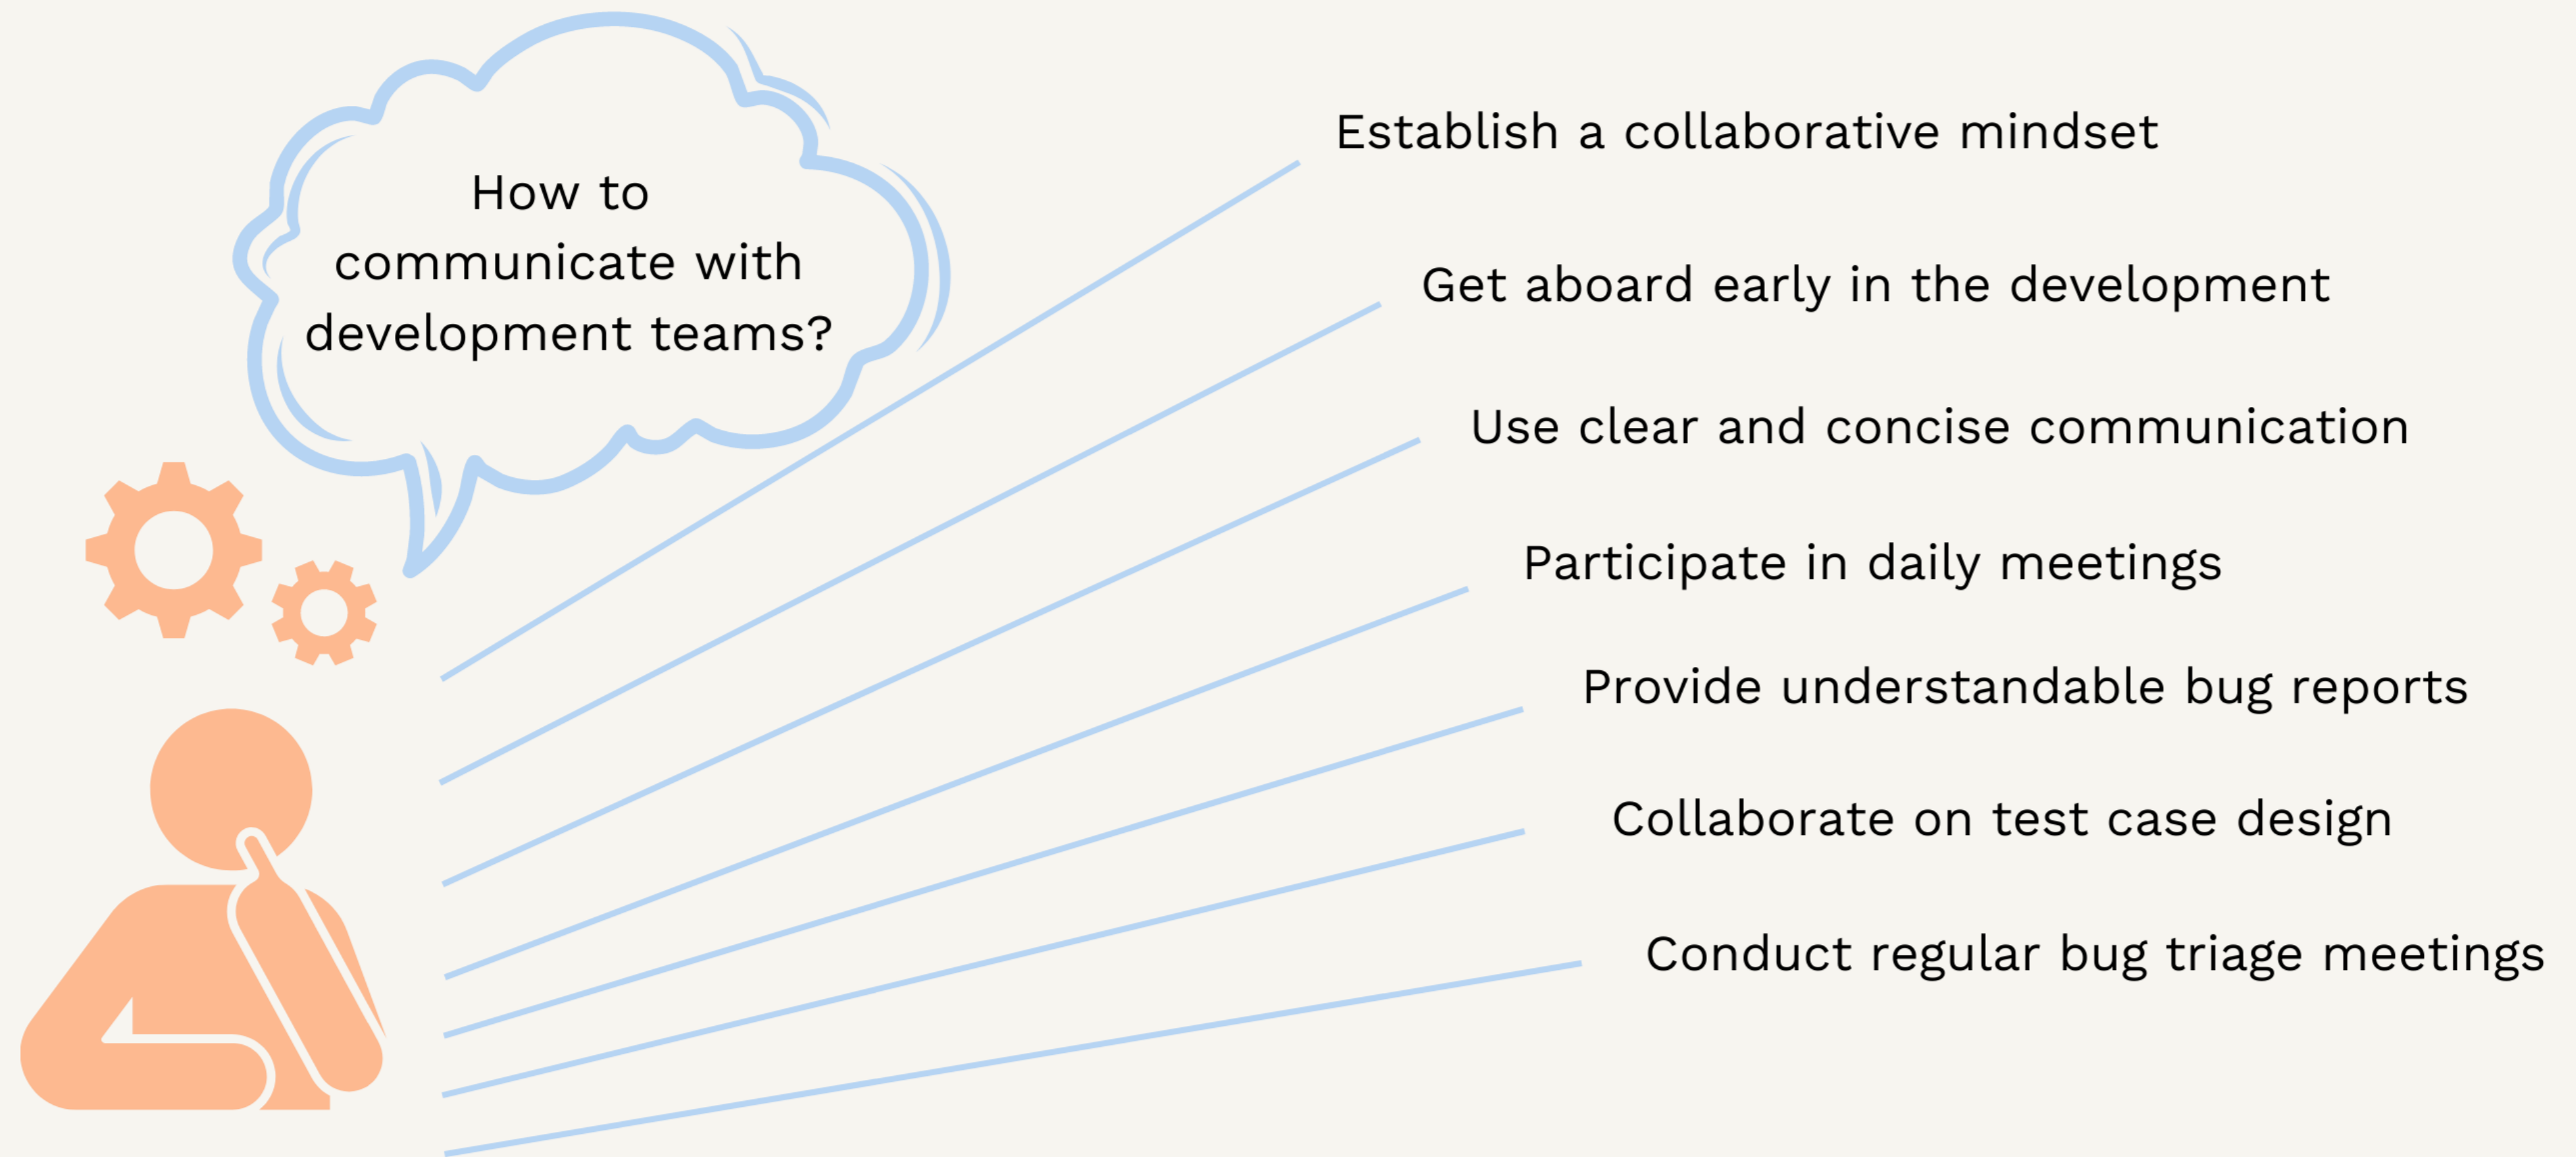 How to
communicate with
development teams?
Establish a collaborative mindset
Get aboard early in the development
Use clear and concise communication
Participate in daily meetings
Provide understandable bug reports
Collaborate on test case design
Conduct regular bug triage meetings